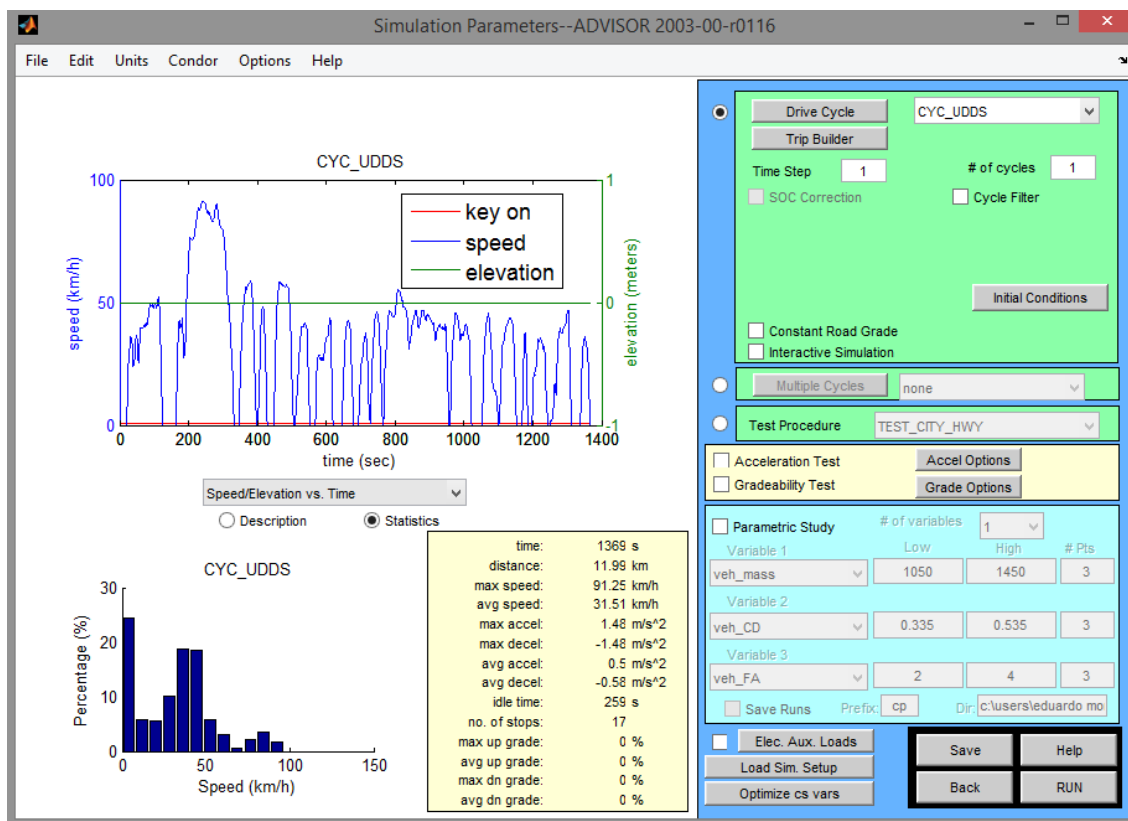 Simulation Parameters--ADVISOR 2003-00-r0116
File Edit Units Condor Options Help
CYC_UDDS
100
50
0
speed (km/h)
1
0
-1
elevation (meters)
key on
speed
elevation
0 200 400 600 800 1000 1200 1400
time (sec)
Speed/Elevation vs. Time
Description Statistics
CYC_UDDS
30
20
10
0
Percentage (%)
0 50 100 150
Speed (km/h)
time: 1369 s
distance: 11.99 km
max speed: 91.25 km/h
avg speed: 31.51 km/h
max accel: 1.48 m/s^2
max decel: -1.48 m/s^2
avg accel: 0.5 m/s^2
avg decel: -0.58 m/s^2
idle time: 259 s
no. of stops: 17
max up grade: 0 %
avg up grade: 0 %
max dn grade: 0 %
avg dn grade: 0 %
Drive Cycle CYC_UDDS
Trip Builder
Time Step 1 # of cycles 1
SOC Correction Cycle Filter
Initial Conditions
Constant Road Grade
Interactive Simulation
Multiple Cycles none
Test Procedure TEST_CITY_HWY
Acceleration Test Accel Options
Gradeability Test Grade Options
Parametric Study # of variables 1
Variable 1 Low High # Pts
veh_mass 1050 1450 3
Variable 2
veh_CD 0.335 0.535 3
Variable 3
veh_FA 2 4 3
Save Runs Prefix: cp Dir: c:\users\eduardo mo
Elec. Aux. Loads
Load Sim. Setup
Optimize cs vars
Save Help
Back RUN